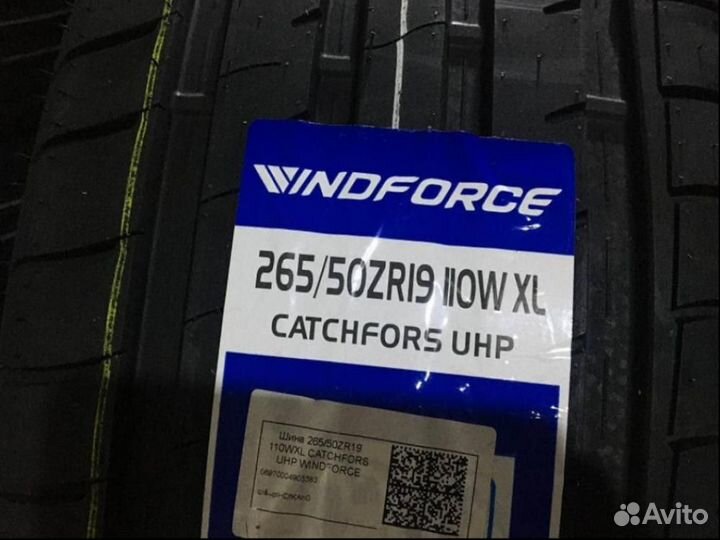 WINDFORCE
265/50ZR19 110W XL
CATCHFORS UHP
Шина 265/50ZR19
110WXL CATCHFORS
UHP WINDFORCE
Avito